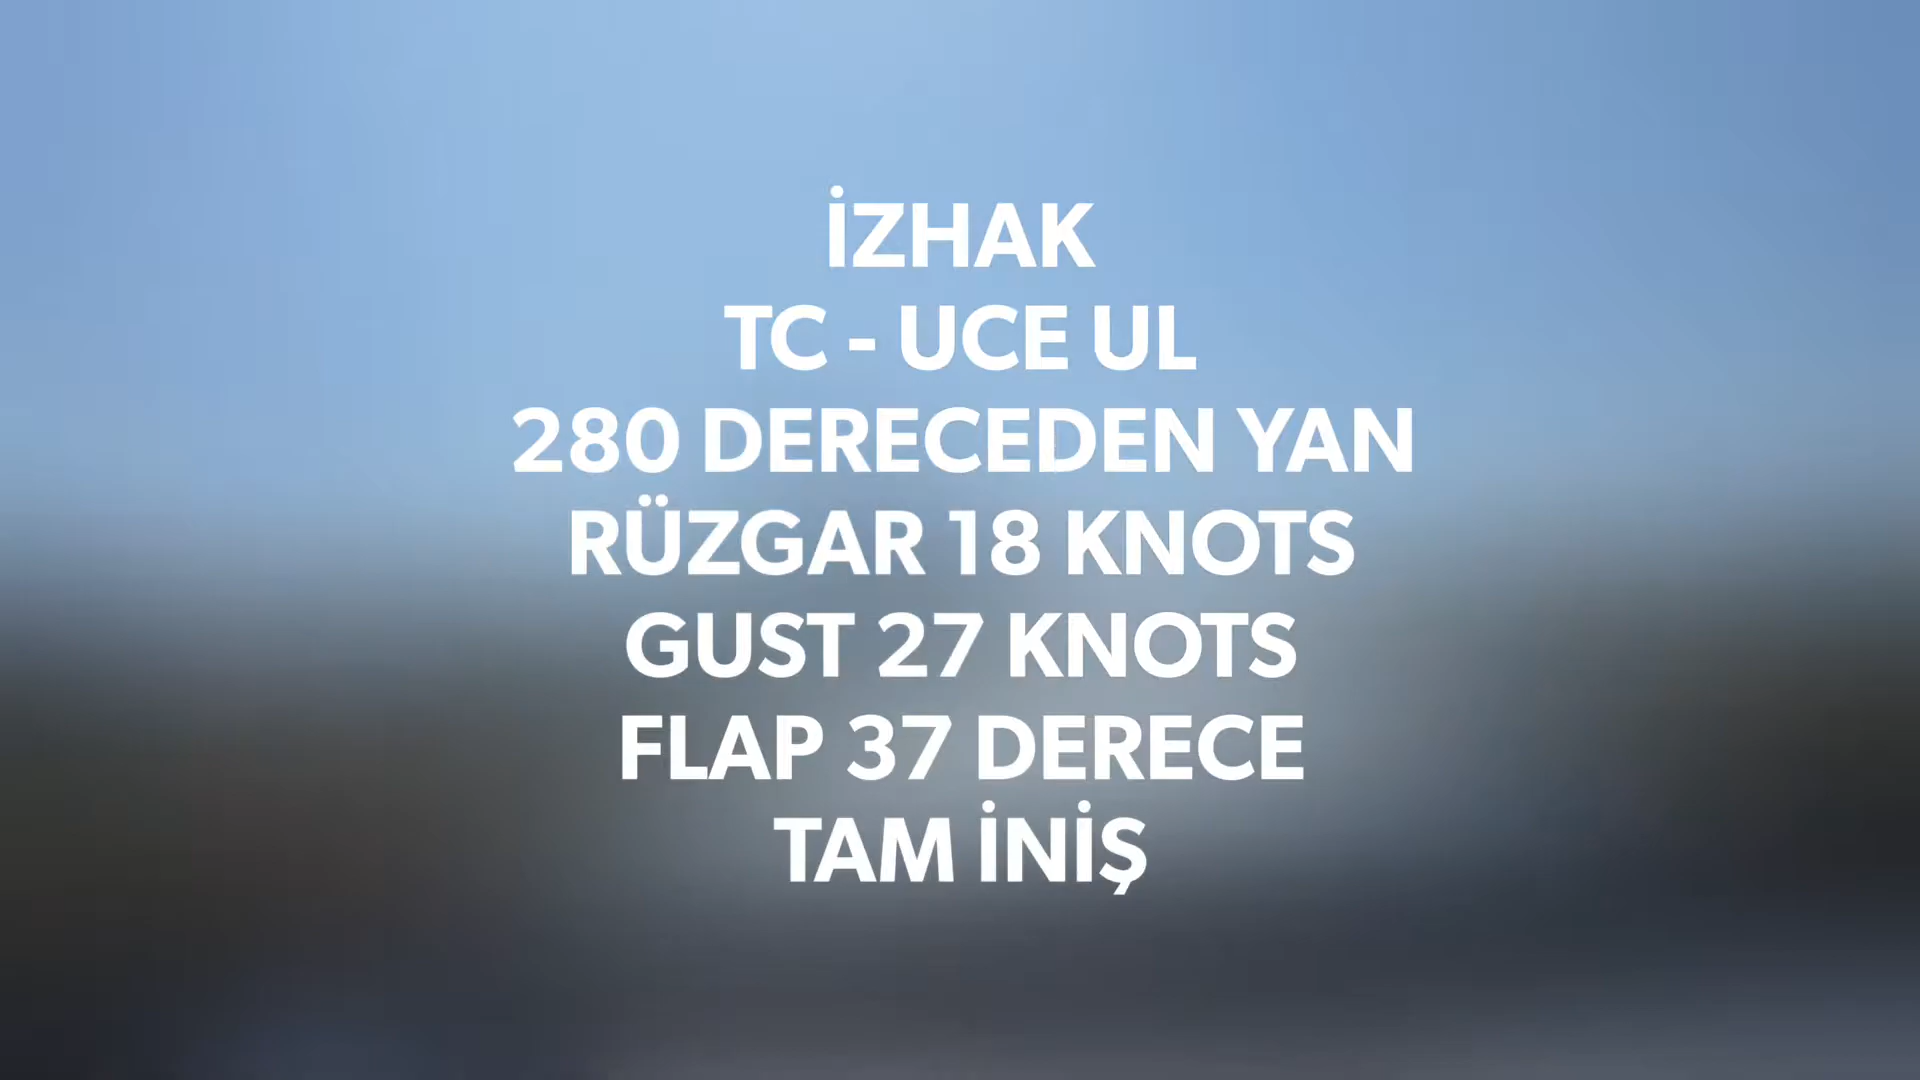 İZHAK
TC - UCE UL
280 DERECEDEN YAN
RÜZGAR 18 KNOTS
GUST 27 KNOTS
FLAP 37 DERECE
TAM İNİŞ